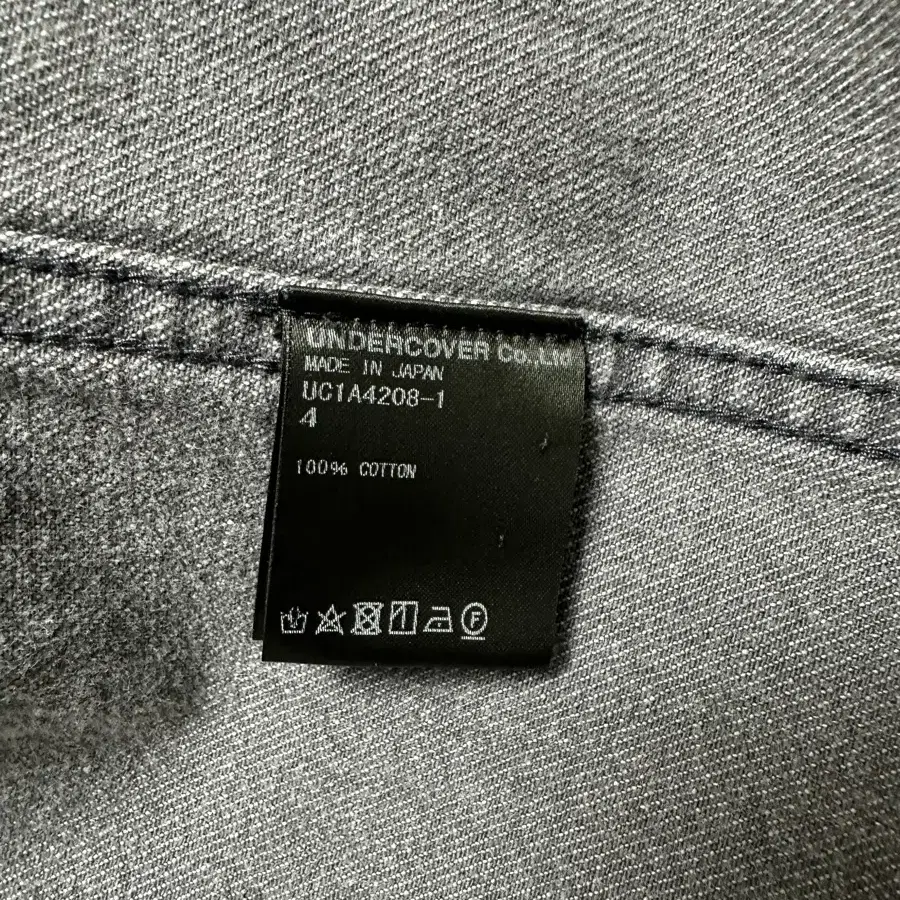 UNDERCOVER Co.,Ltd
MADE IN JAPAN
UC1A4208-1
4
100% COTTON
F